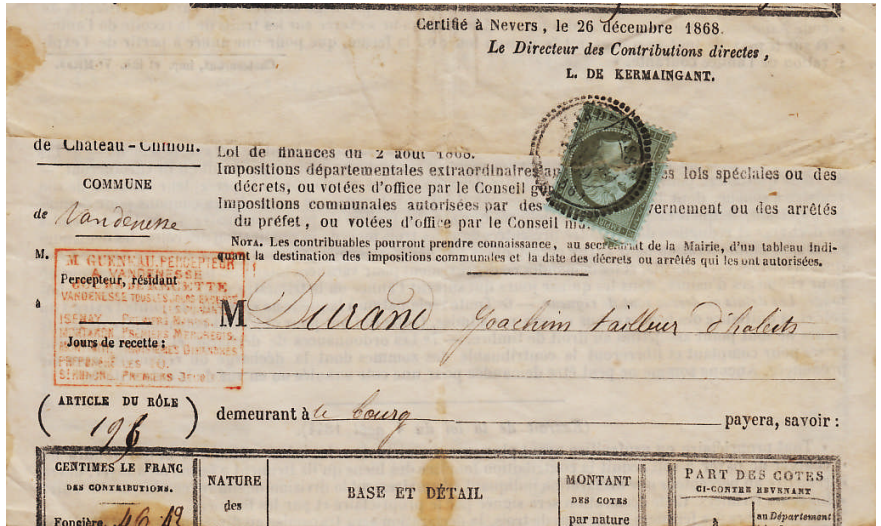 Certifié à Nevers, le 26 décembre 1868.
Le Directeur des Contributions directes,
L. DE KERMAINGANT.
de Chateau-Chinon.
Loi de finances du 2 août 1868.
Impositions départementales extraordinaires es lois spéciales ou des
décrets, ou votées d'office par le Conseil
COMMUNE
de Vandenesse
Impositions communales autorisées par des vernement ou des arrêtés
du préfet, ou votées d'office par le Conseil
NOTA. Les contribuables pourront prendre connaissance, au secrétariat de la Mairie, d'un tableau indi-
quant la destination des impositions communales et la date des décrets ou arrêtés qui les ont autorisées.
M.
M GUENEAU, PERCEPTEUR
A VANDENESSE
Percepteur, résidant
à
Jours de recette :
M Durand Joachim tailleur d'habits
ARTICLE DU RÔLE
196
demeurant à le bourg payera, savoir :
CENTIMES LE FRANC
DES CONTRIBUTIONS.
Foncière
NATURE
des
BASE ET DÉTAIL
MONTANT
DES COTES
par nature
PART DES COTES
CI-CONTRE REVENANT
à
au Département